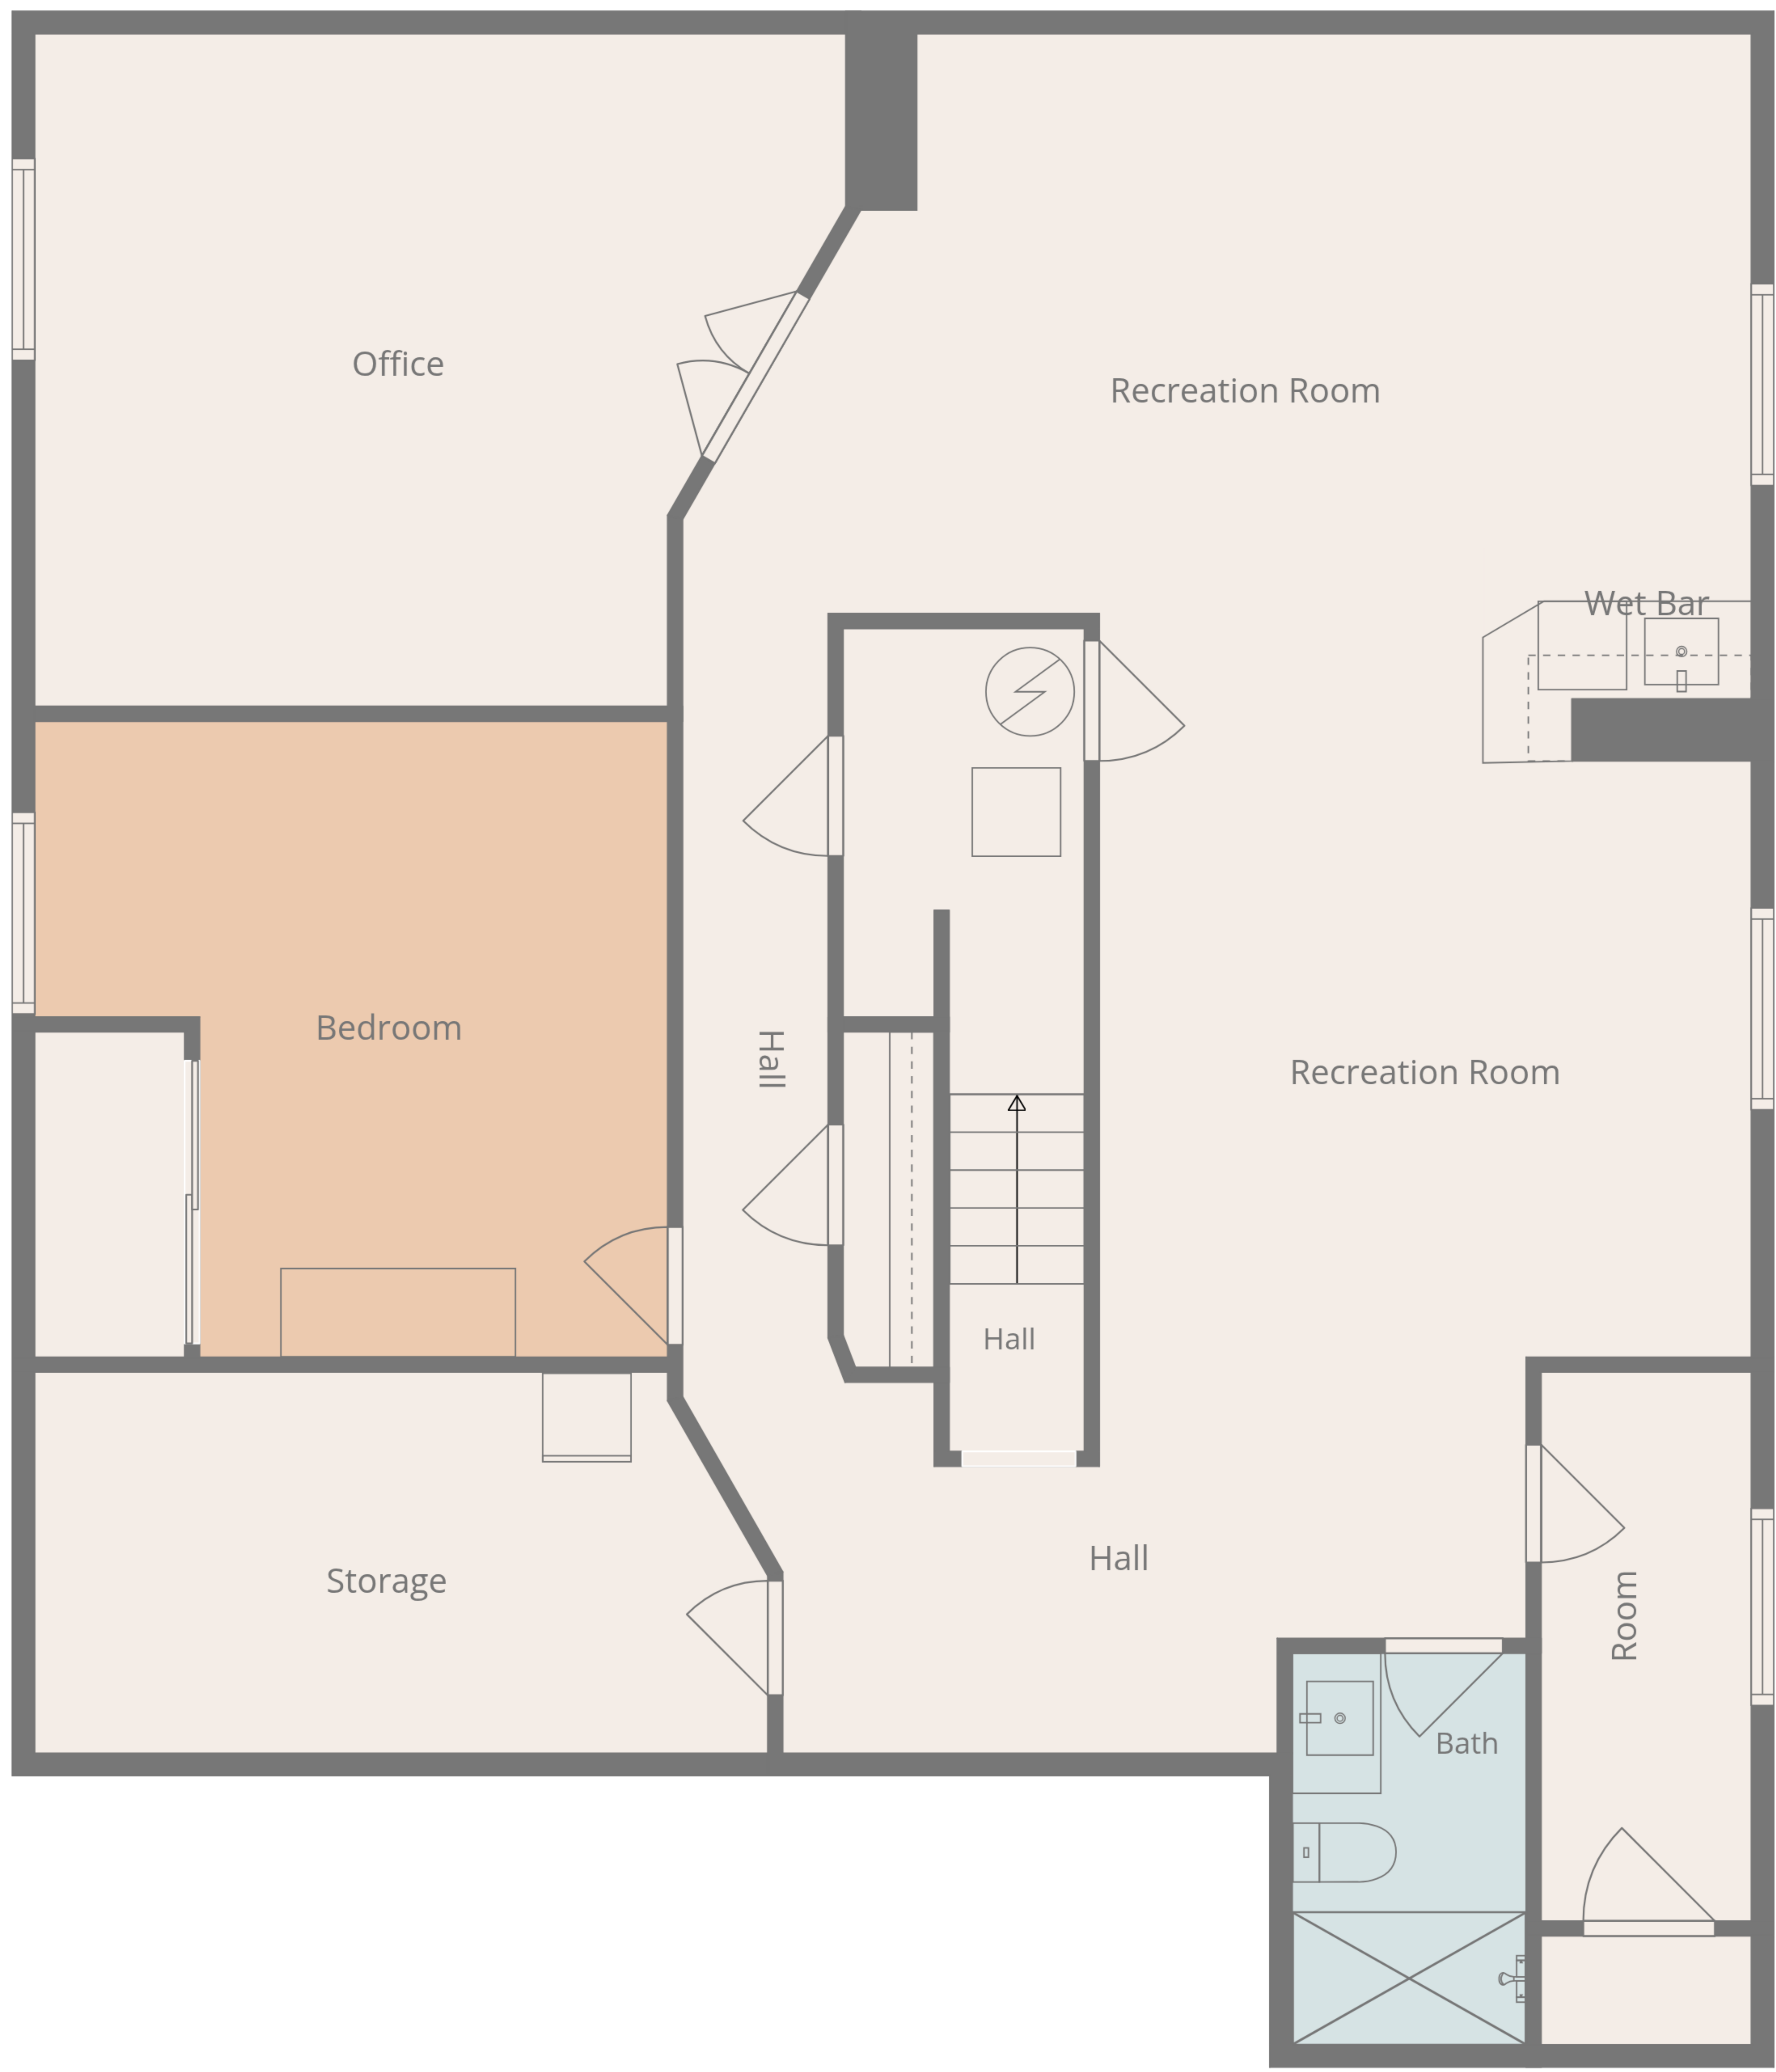 Office
Recreation Room
Wet Bar
Bedroom
Hall
Recreation Room
Hall
Hall
Storage
Room
Bath